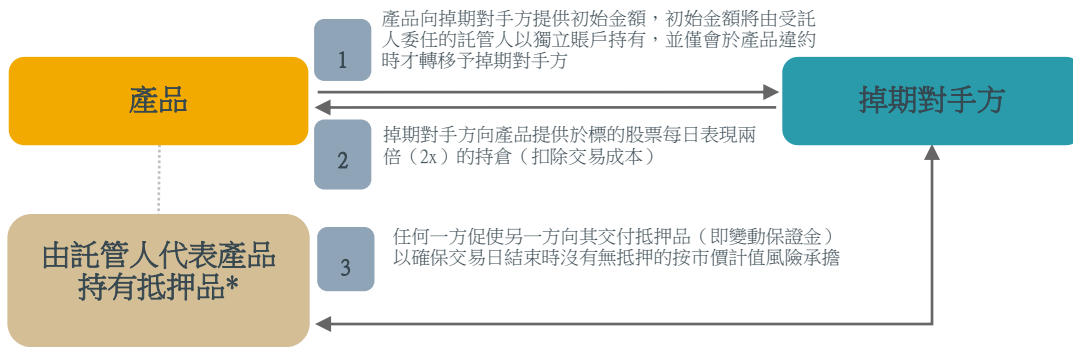 產品向掉期對手方提供初始金額，初始金額將由受託
人委任的託管人以獨立賬戶持有，並僅會於產品違約
時才轉移予掉期對手方
1
產品
掉期對手方
2
掉期對手方向產品提供於標的股票每日表現兩
倍（2x）的持倉（扣除交易成本）
由託管人代表產品
持有抵押品*
3
任何一方促使另一方向其交付抵押品（即變動保證金）
以確保交易日結束時沒有無抵押的按市價計值風險承擔